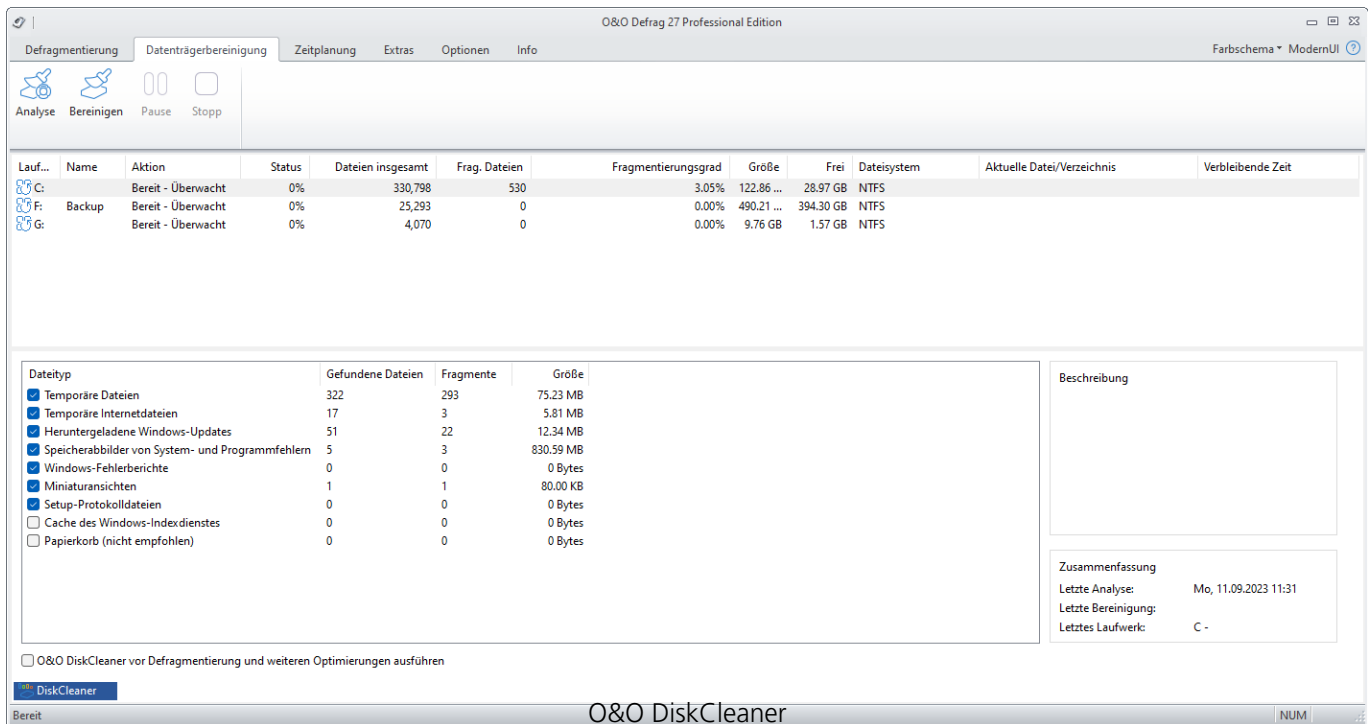 O&O Defrag 27 Professional Edition
Defragmentierung Datenträgerbereinigung Zeitplanung Extras Optionen Info Farbschema ModernUI ?
Analyse Bereinigen Pause Stopp
Lauf... Name Aktion Status Dateien insgesamt Frag. Dateien Fragmentierungsgrad Größe Frei Dateisystem Aktuelle Datei/Verzeichnis Verbleibende Zeit
C: Bereit - Überwacht 0% 330,798 530 3.05% 122.86 ... 28.97 GB NTFS
F: Backup Bereit - Überwacht 0% 25,293 0 0.00% 490.21 ... 394.30 GB NTFS
G: Bereit - Überwacht 0% 4,070 0 0.00% 9.76 GB 1.57 GB NTFS
Dateityp Gefundene Dateien Fragmente Größe
Temporäre Dateien 322 293 75.23 MB
Temporäre Internetdateien 17 3 5.81 MB
Heruntergeladene Windows-Updates 51 22 12.34 MB
Speicherabbilder von System- und Programmfehlern 5 3 830.59 MB
Windows-Fehlerberichte 0 0 0 Bytes
Miniaturansichten 1 1 80.00 KB
Setup-Protokolldateien 0 0 0 Bytes
Cache des Windows-Indexdienstes 0 0 0 Bytes
Papierkorb (nicht empfohlen) 0 0 0 Bytes
Beschreibung
Zusammenfassung
Letzte Analyse: Mo, 11.09.2023 11:31
Letzte Bereinigung:
Letztes Laufwerk: C -
O&O DiskCleaner vor Defragmentierung und weiteren Optimierungen ausführen
DiskCleaner
Bereit NUM
O&O DiskCleaner